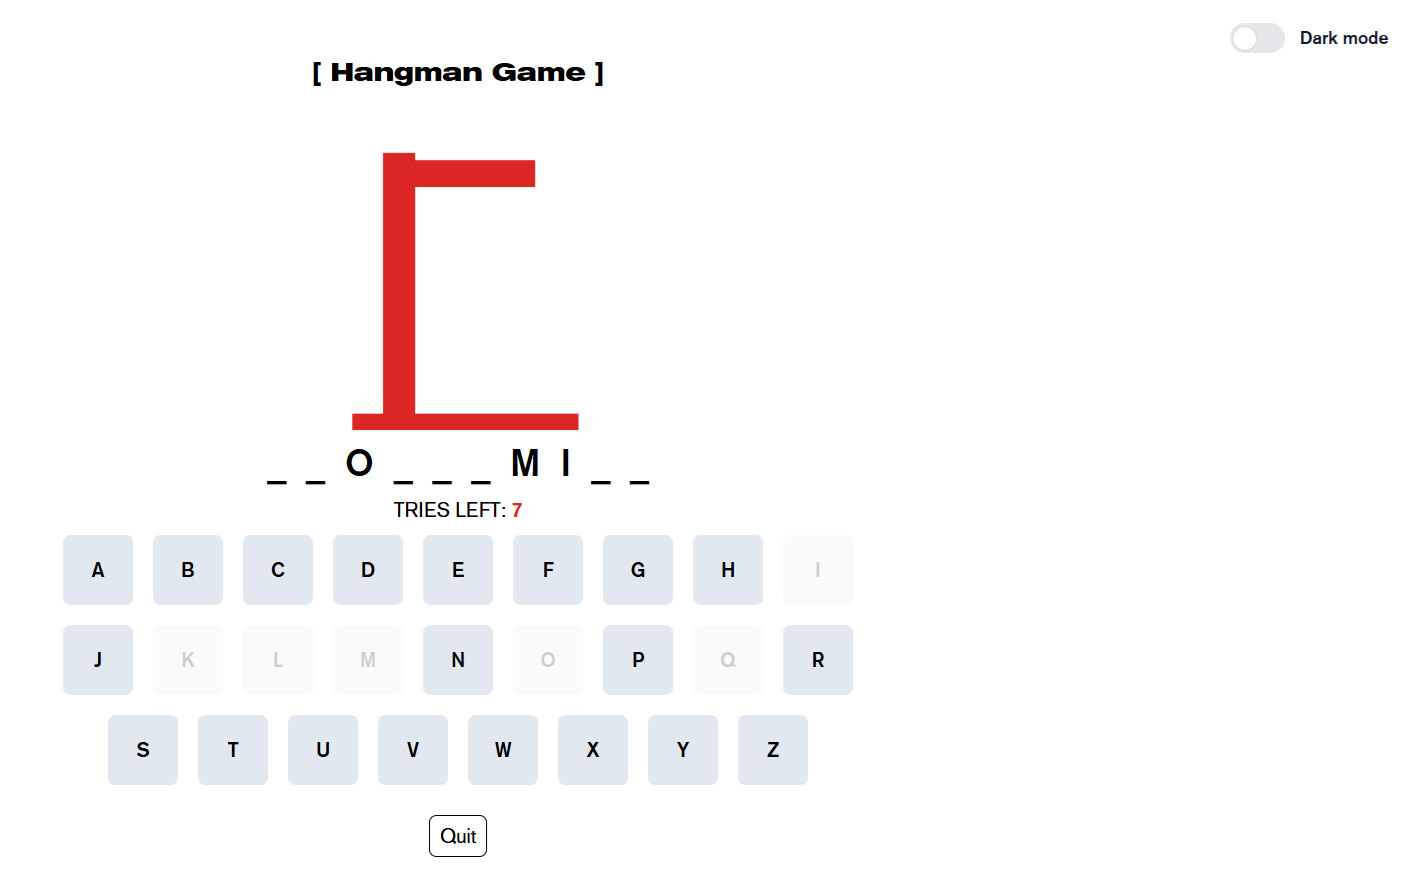 Dark mode
[ Hangman Game ]
_ _ O _ _ _ M I _ _
TRIES LEFT: 7
A B C D E F G H I
J K L M N O P Q R
S T U V W X Y Z
Quit